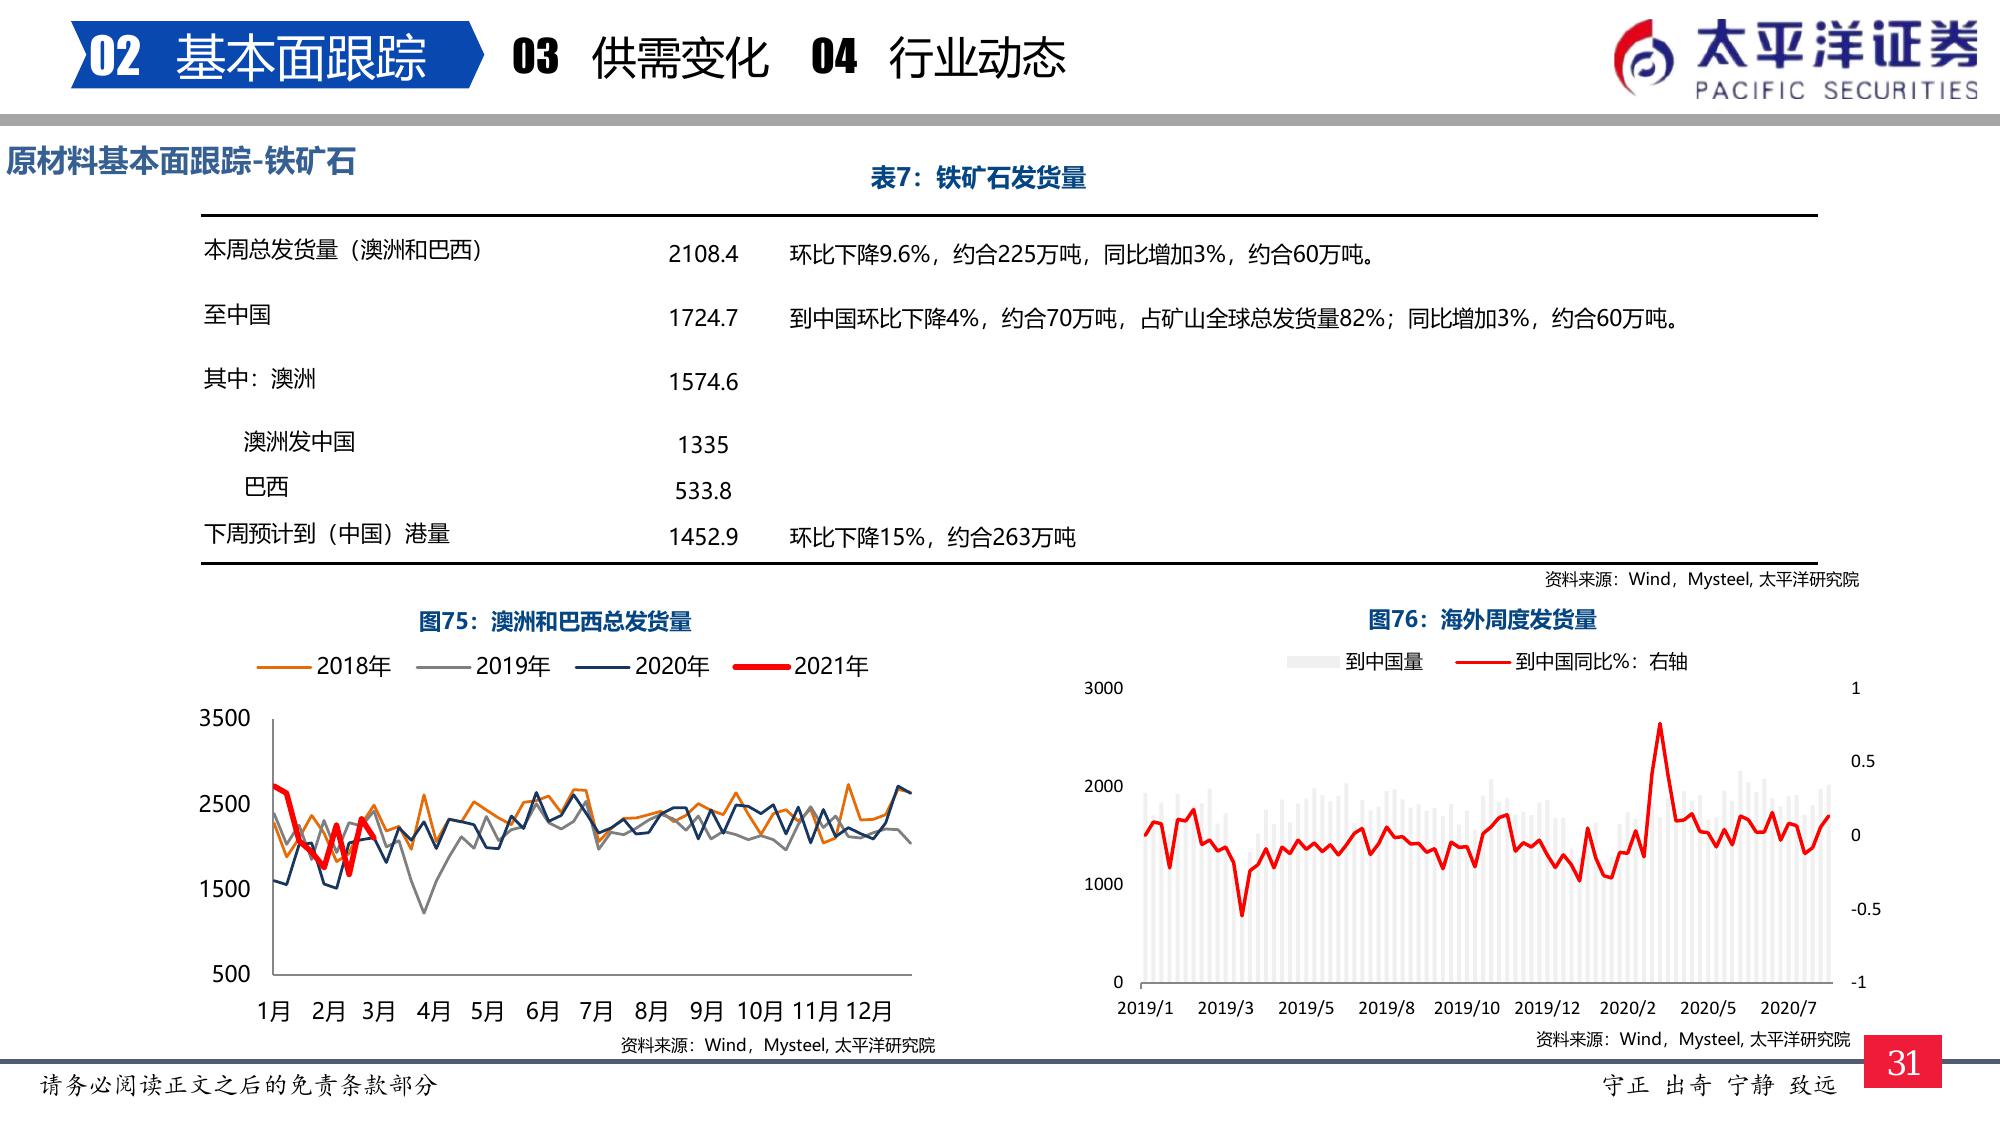 02 基本面跟踪 03 供需变化 04 行业动态
太平洋证券
PACIFIC SECURITIES
原材料基本面跟踪-铁矿石
表7：铁矿石发货量
本周总发货量（澳洲和巴西） 2108.4 环比下降9.6%，约合225万吨，同比增加3%，约合60万吨。
至中国 1724.7 到中国环比下降4%，约合70万吨，占矿山全球总发货量82%；同比增加3%，约合60万吨。
其中：澳洲 1574.6
澳洲发中国 1335
巴西 533.8
下周预计到（中国）港量 1452.9 环比下降15%，约合263万吨
资料来源：Wind，Mysteel, 太平洋研究院
图75：澳洲和巴西总发货量
2018年 2019年 2020年 2021年
3500
2500
1500
500
1月 2月 3月 4月 5月 6月 7月 8月 9月 10月 11月 12月
资料来源：Wind，Mysteel, 太平洋研究院
图76：海外周度发货量
到中国量 到中国同比%：右轴
3000
2000
1000
0
1
0.5
0
-0.5
-1
2019/1 2019/3 2019/5 2019/8 2019/10 2019/12 2020/2 2020/5 2020/7
资料来源：Wind，Mysteel, 太平洋研究院
请务必阅读正文之后的免责条款部分
守正 出奇 宁静 致远
31